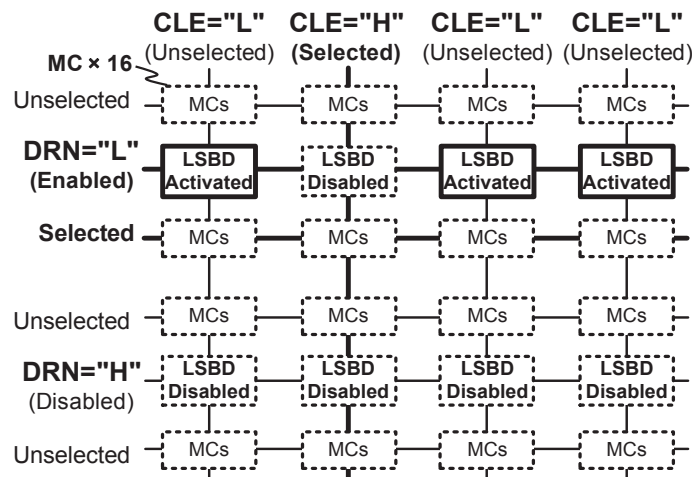 CLE="L" CLE="H" CLE="L" CLE="L"
(Unselected) (Selected) (Unselected) (Unselected)
MC × 16
Unselected MCs MCs MCs MCs
DRN="L" LSBD LSBD LSBD LSBD
(Enabled) Activated Disabled Activated Activated
Selected MCs MCs MCs MCs
Unselected MCs MCs MCs MCs
DRN="H" LSBD LSBD LSBD LSBD
(Disabled) Disabled Disabled Disabled Disabled
Unselected MCs MCs MCs MCs